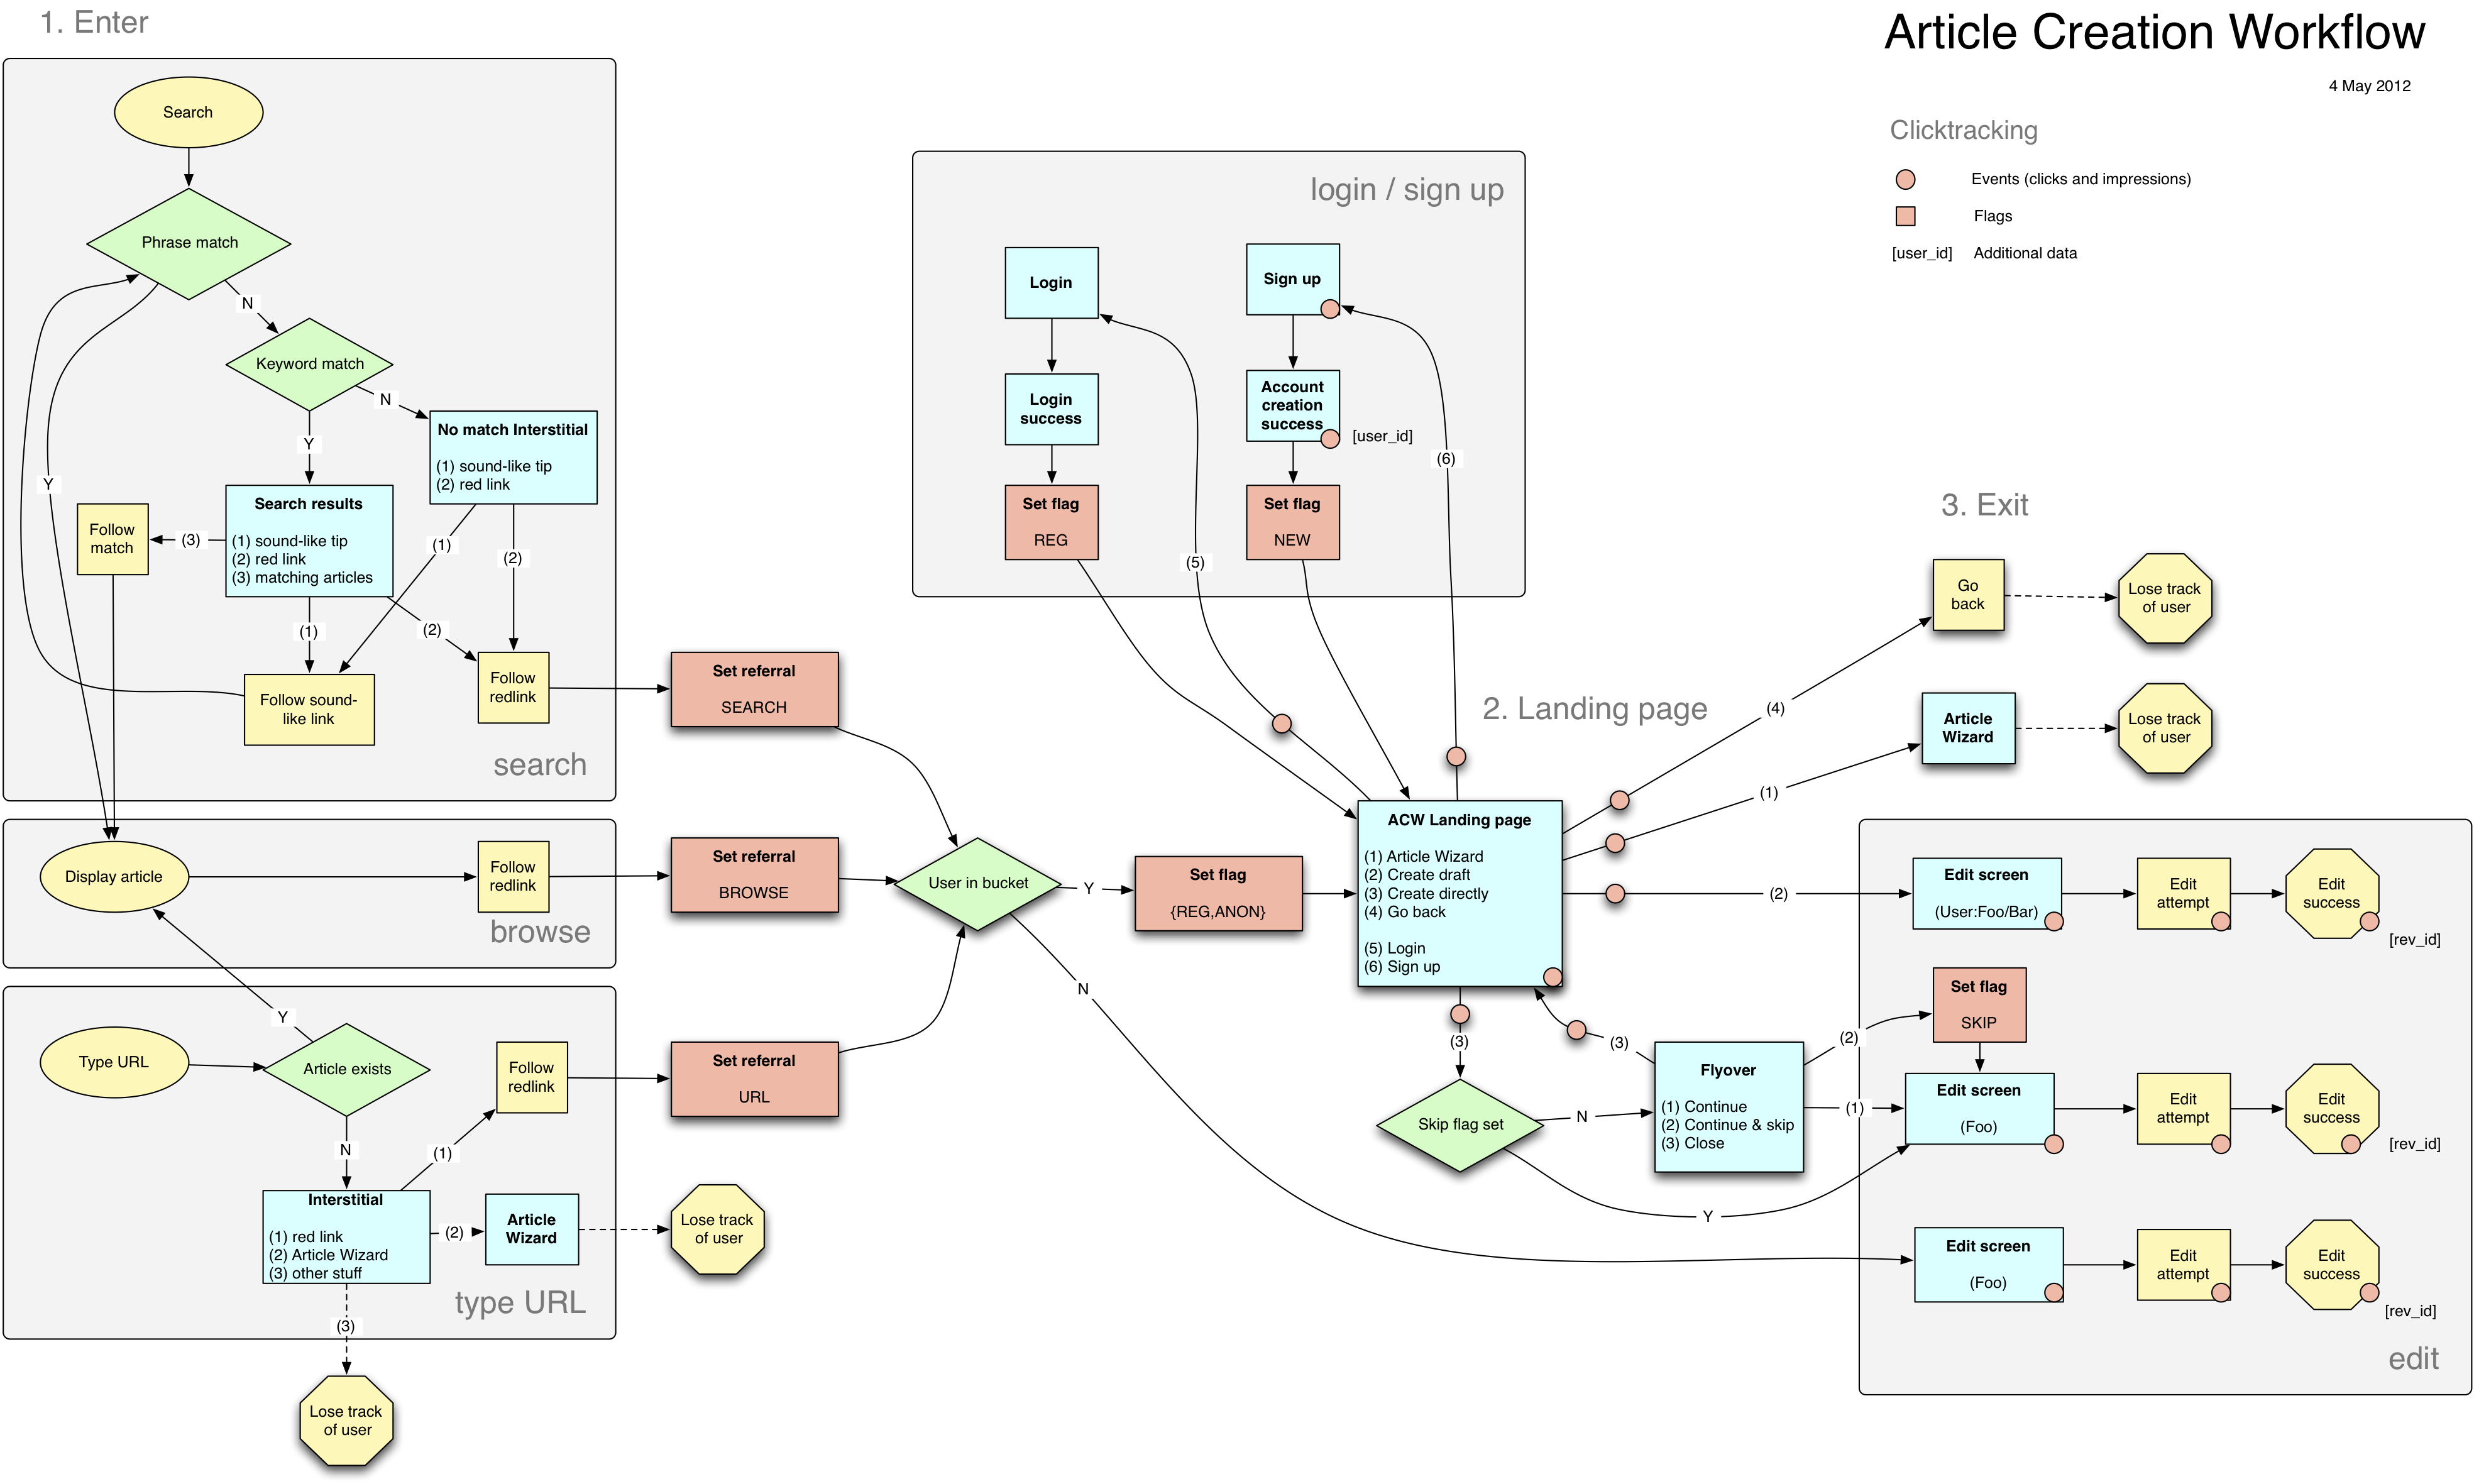 1. Enter
Article Creation Workflow
4 May 2012
Clicktracking
Events (clicks and impressions)
Flags
[user_id] Additional data
Search
Phrase match
N
Keyword match
N
Y
Y
No match Interstitial
(1) sound-like tip
(2) red link
Search results
(1) sound-like tip
(2) red link
(3) matching articles
Follow
match
(3)
(1)
(2)
(1)
(2)
Follow sound-
like link
Follow
redlink
search
Set referral
SEARCH
Display article
Follow
redlink
browse
Set referral
BROWSE
Y
Type URL
Article exists
N
(1)
Follow
redlink
Set referral
URL
Interstitial
(1) red link
(2) Article Wizard
(3) other stuff
(2)
Article
Wizard
Lose track
of user
type URL
(3)
Lose track
of user
User in bucket
Y
N
Set flag
{REG,ANON}
login / sign up
Login
Login
success
Set flag
REG
Sign up
Account
creation
success
[user_id]
Set flag
NEW
(5)
(6)
2. Landing page
ACW Landing page
(1) Article Wizard
(2) Create draft
(3) Create directly
(4) Go back
(5) Login
(6) Sign up
(3)
Skip flag set
N
Y
(3)
Flyover
(1) Continue
(2) Continue & skip
(3) Close
(2)
(1)
3. Exit
(4)
Go
back
Lose track
of user
(1)
Article
Wizard
Lose track
of user
(2)
Edit screen
(User:Foo/Bar)
Edit
attempt
Edit
success
[rev_id]
Set flag
SKIP
Edit screen
(Foo)
Edit
attempt
Edit
success
[rev_id]
Edit screen
(Foo)
Edit
attempt
Edit
success
[rev_id]
edit